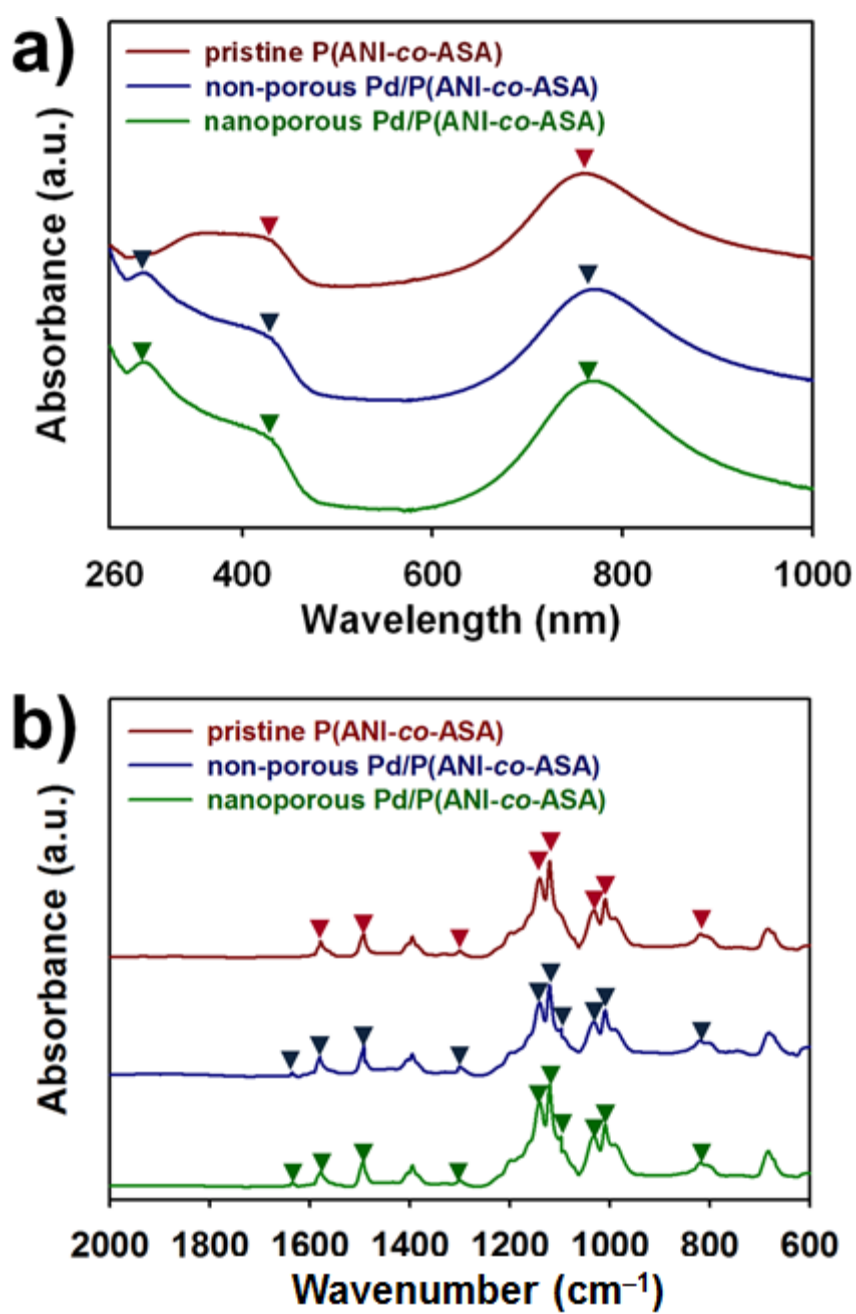 a)
pristine P(ANI-co-ASA)
non-porous Pd/P(ANI-co-ASA)
nanoporous Pd/P(ANI-co-ASA)
Absorbance (a.u.)
260 400 600 800 1000
Wavelength (nm)
b)
pristine P(ANI-co-ASA)
non-porous Pd/P(ANI-co-ASA)
nanoporous Pd/P(ANI-co-ASA)
Absorbance (a.u.)
2000 1800 1600 1400 1200 1000 800 600
Wavenumber (cm⁻¹)